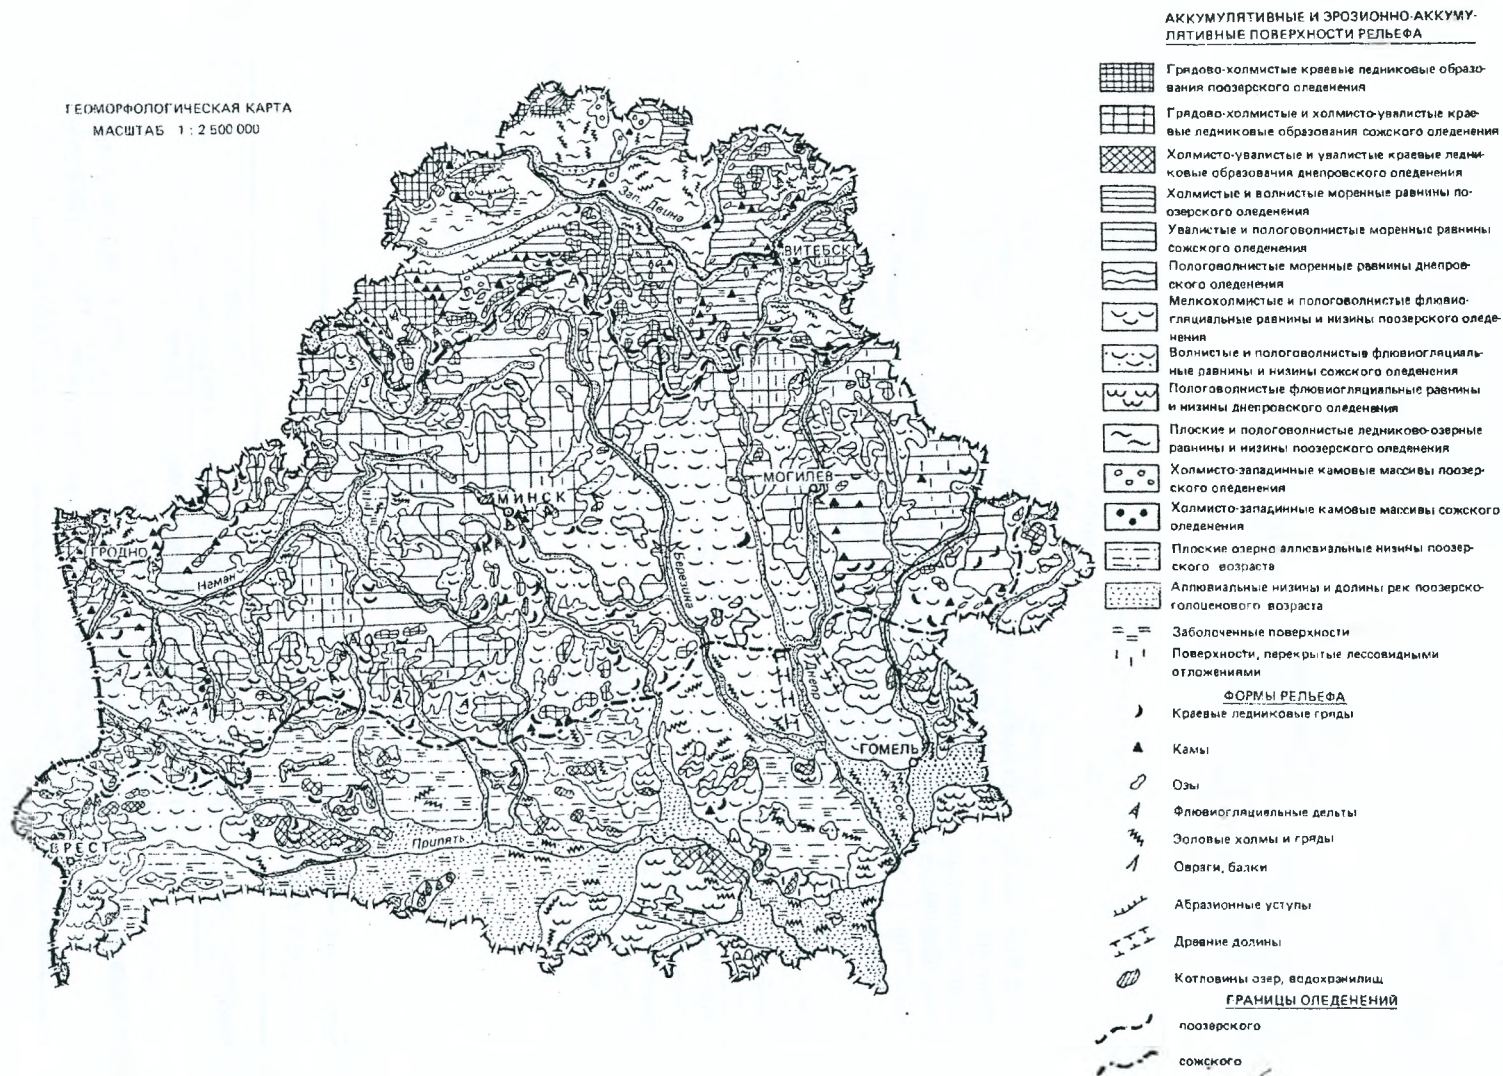 ГЕОМОРФОЛОГИЧЕСКАЯ КАРТА
МАСШТАБ 1 : 2 500 000
Зап. Двина
ВИТЕБСК
МИНСК
МОГИЛЕВ
ГРОДНО
Неман
Березина
Днепр
ГОМЕЛЬ
Сож
БРЕСТ
Припять
АККУМУЛЯТИВНЫЕ И ЭРОЗИОННО-АККУМУ-
ЛЯТИВНЫЕ ПОВЕРХНОСТИ РЕЛЬЕФА
Грядово-холмистые краевые ледниковые образо-
вания поозерского оледенения
Грядово-холмистые и холмисто-увалистые крае-
вые ледниковые образования сожского оледенения
Холмисто-увалистые и увалистые краевые ледни-
ковые образования днепровского оледенения
Холмистые и волнистые моренные равнины по-
озерского оледенения
Увалистые и пологоволнистые моренные равнины
сожского оледенения
Пологоволнистые моренные равнины днепров-
ского оледенения
Мелкохолмистые и пологоволнистые флювио-
гляциальные равнины и низины поозерского оледе-
нения
Волнистые и пологоволнистые флювиогляциаль-
ные равнины и низины сожского оледенения
Пологоволнистые флювиогляциальные равнины
и низины днепровского оледенения
Плоские и пологоволнистые ледниково-озерные
равнины и низины поозерского оледенения
Холмисто-западинные камовые массивы поозер-
ского оледенения
Холмисто-западинные камовые массивы сожского
оледенения
Плоские озерно аллювиальные низины поозер-
ского возраста
Аллювиальные низины и долины рек поозерско-
голоценового возраста
Заболоченные поверхности
Поверхности, перекрытые лессовидными
отложениями
ФОРМЫ РЕЛЬЕФА
Краевые ледниковые гряды
Камы
Озы
Флювиогляциальные дельты
Эоловые холмы и гряды
Овраги, балки
Абразионные уступы
Древние долины
Котловины озер, водохранилищ
ГРАНИЦЫ ОЛЕДЕНЕНИЙ
поозерского
сожского